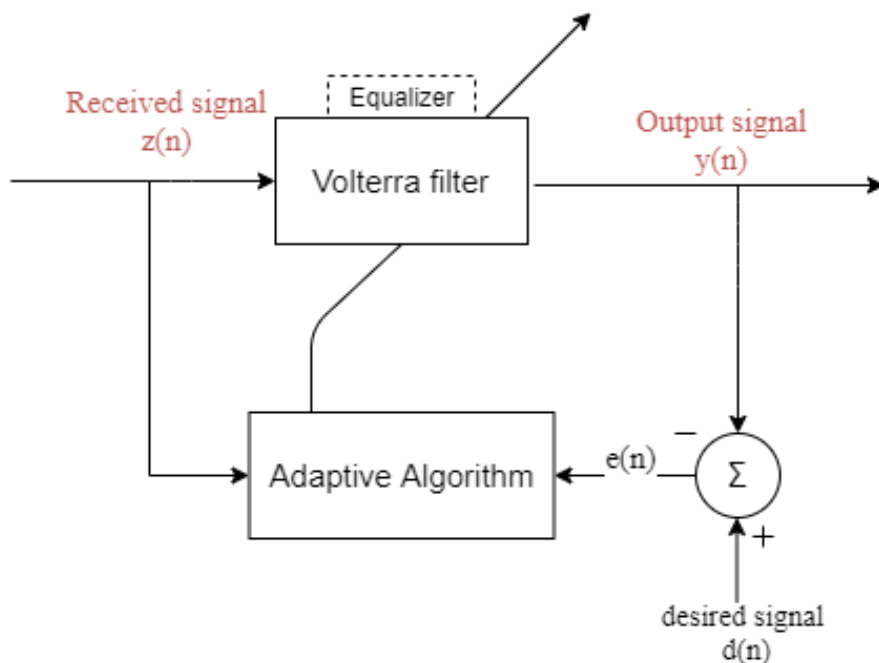 Equalizer
Received signal
z(n)
Volterra filter
Output signal
y(n)
Adaptive Algorithm
e(n)
−
Σ
+
desired signal
d(n)